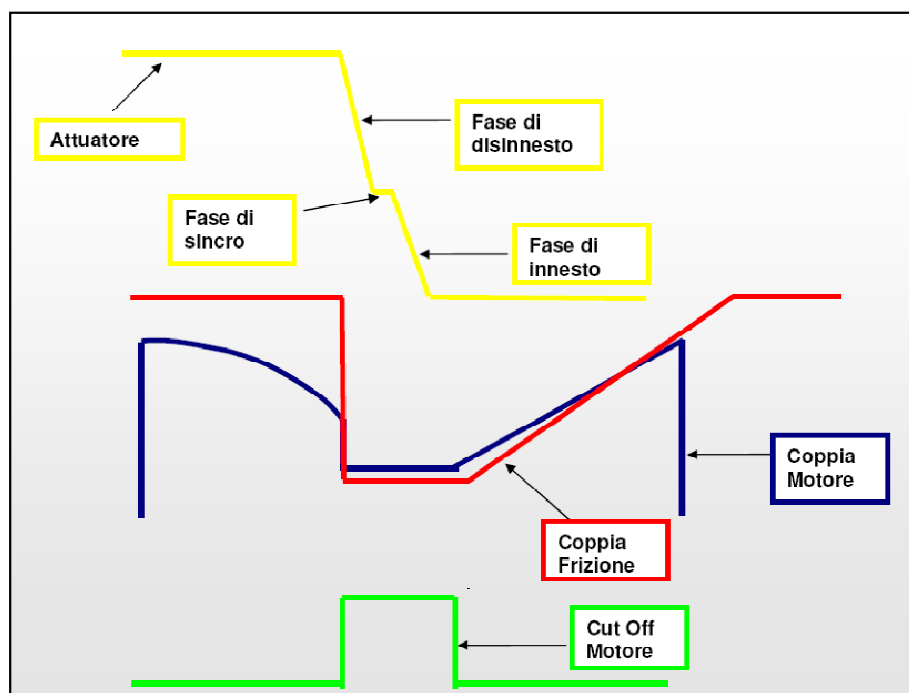 Attuatore
Fase di
disinnesto
Fase di
sincro
Fase di
innesto
Coppia
Motore
Coppia
Frizione
Cut Off
Motore